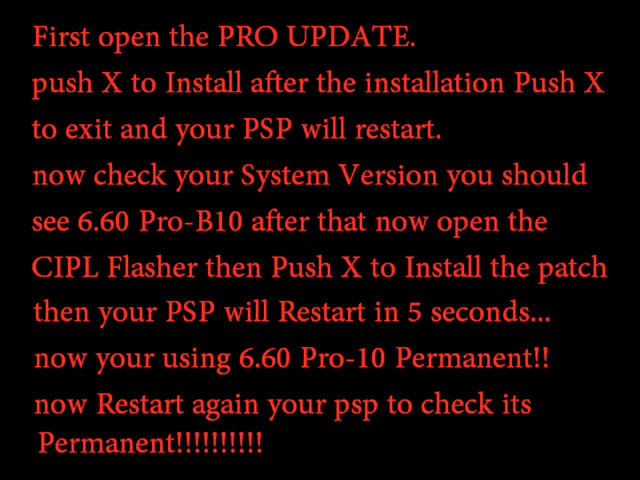 First open the PRO UPDATE.
push X to Install after the installation Push X
to exit and your PSP will restart.
now check your System Version you should
see 6.60 Pro-B10 after that now open the
CIPL Flasher then Push X to Install the patch
then your PSP will Restart in 5 seconds...
now your using 6.60 Pro-10 Permanent!!
now Restart again your psp to check its
Permanent!!!!!!!!!!